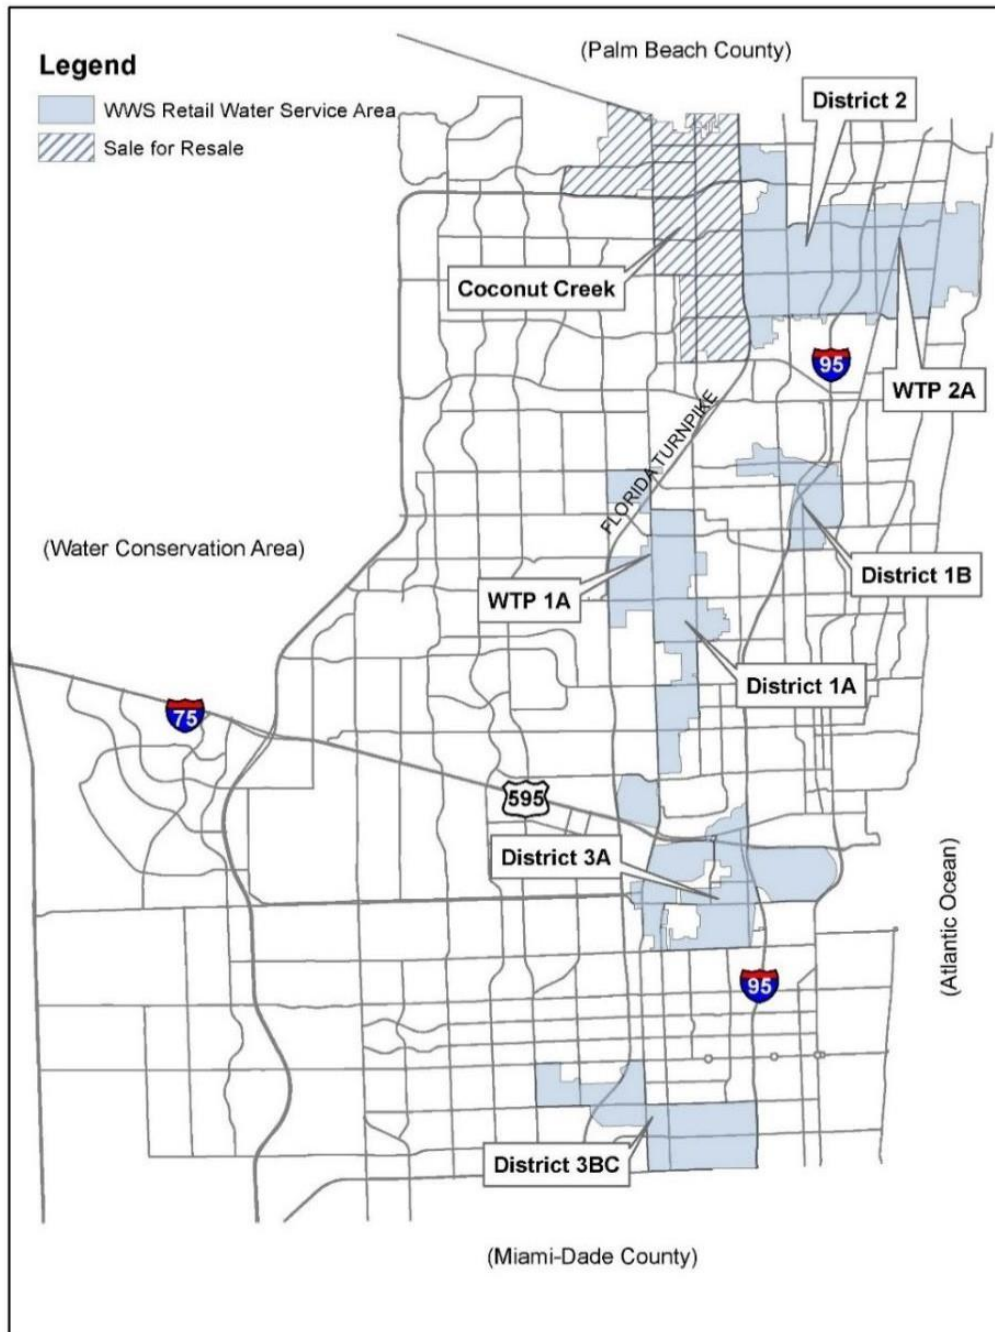 (Palm Beach County)
Legend
WWS Retail Water Service Area
Sale for Resale
District 2
Coconut Creek
95
WTP 2A
FLORIDA TURNPIKE
(Water Conservation Area)
WTP 1A
District 1B
District 1A
75
595
District 3A
(Atlantic Ocean)
95
District 3BC
(Miami-Dade County)